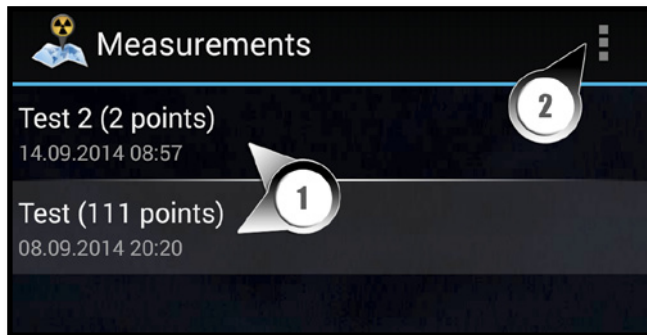 Measurements
2
Test 2 (2 points)
14.09.2014 08:57
1
Test (111 points)
08.09.2014 20:20